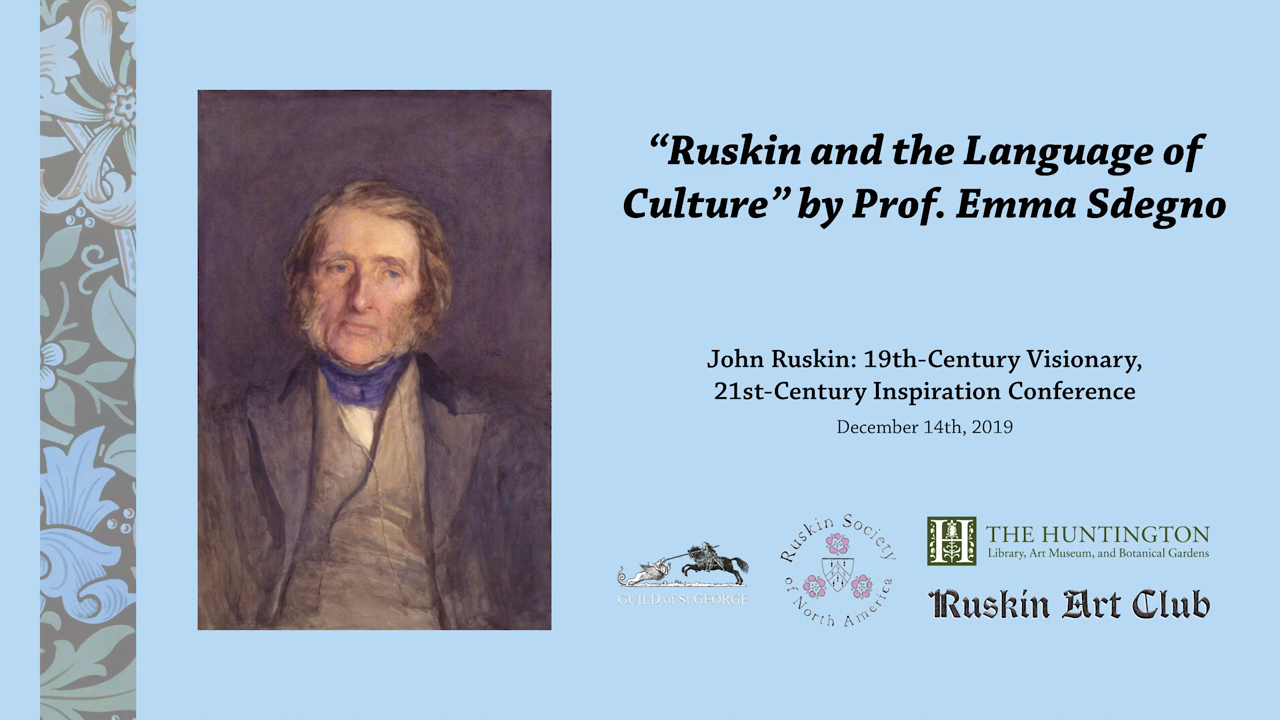 “Ruskin and the Language of
Culture” by Prof. Emma Sdegno
John Ruskin: 19th-Century Visionary,
21st-Century Inspiration Conference
December 14th, 2019
GUILD of St GEORGE
Ruskin Society
of North America
H
THE HUNTINGTON
Library, Art Museum, and Botanical Gardens
Ruskin Art Club